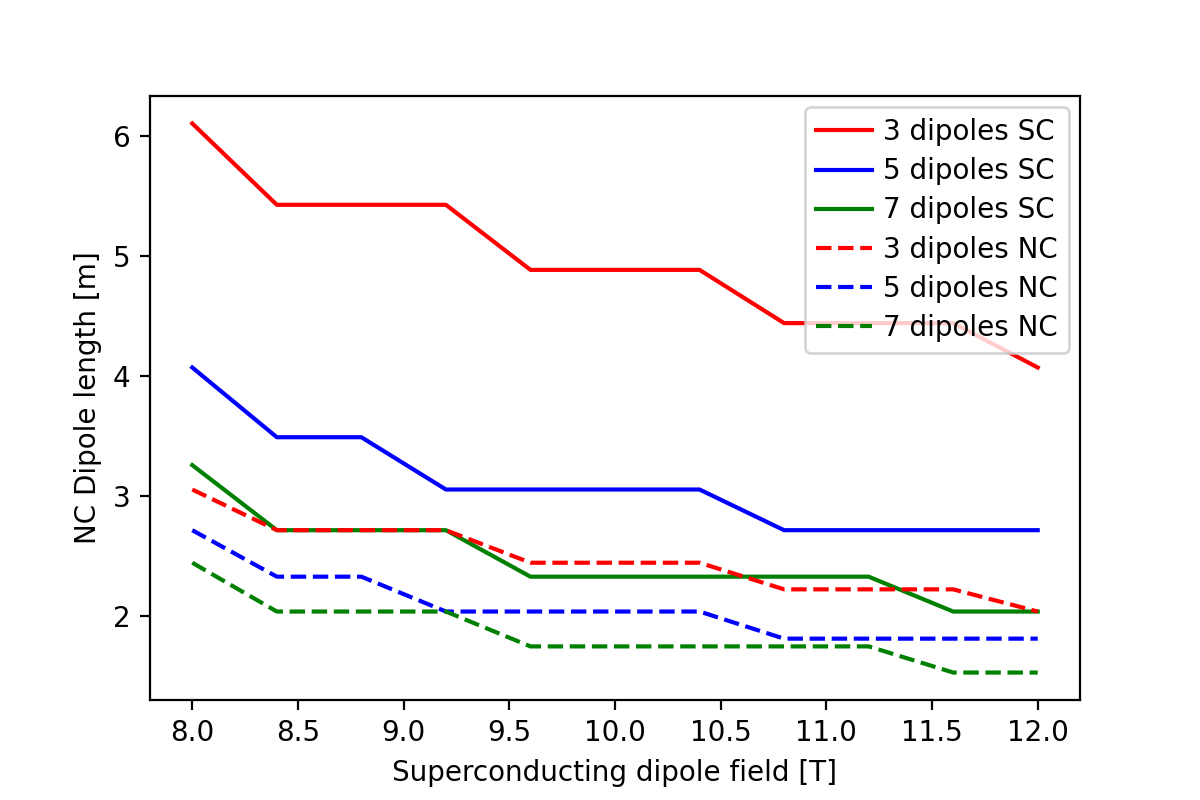 3 dipoles SC
5 dipoles SC
7 dipoles SC
3 dipoles NC
5 dipoles NC
7 dipoles NC
NC Dipole length [m]
6
5
4
3
2
8.0 8.5 9.0 9.5 10.0 10.5 11.0 11.5 12.0
Superconducting dipole field [T]